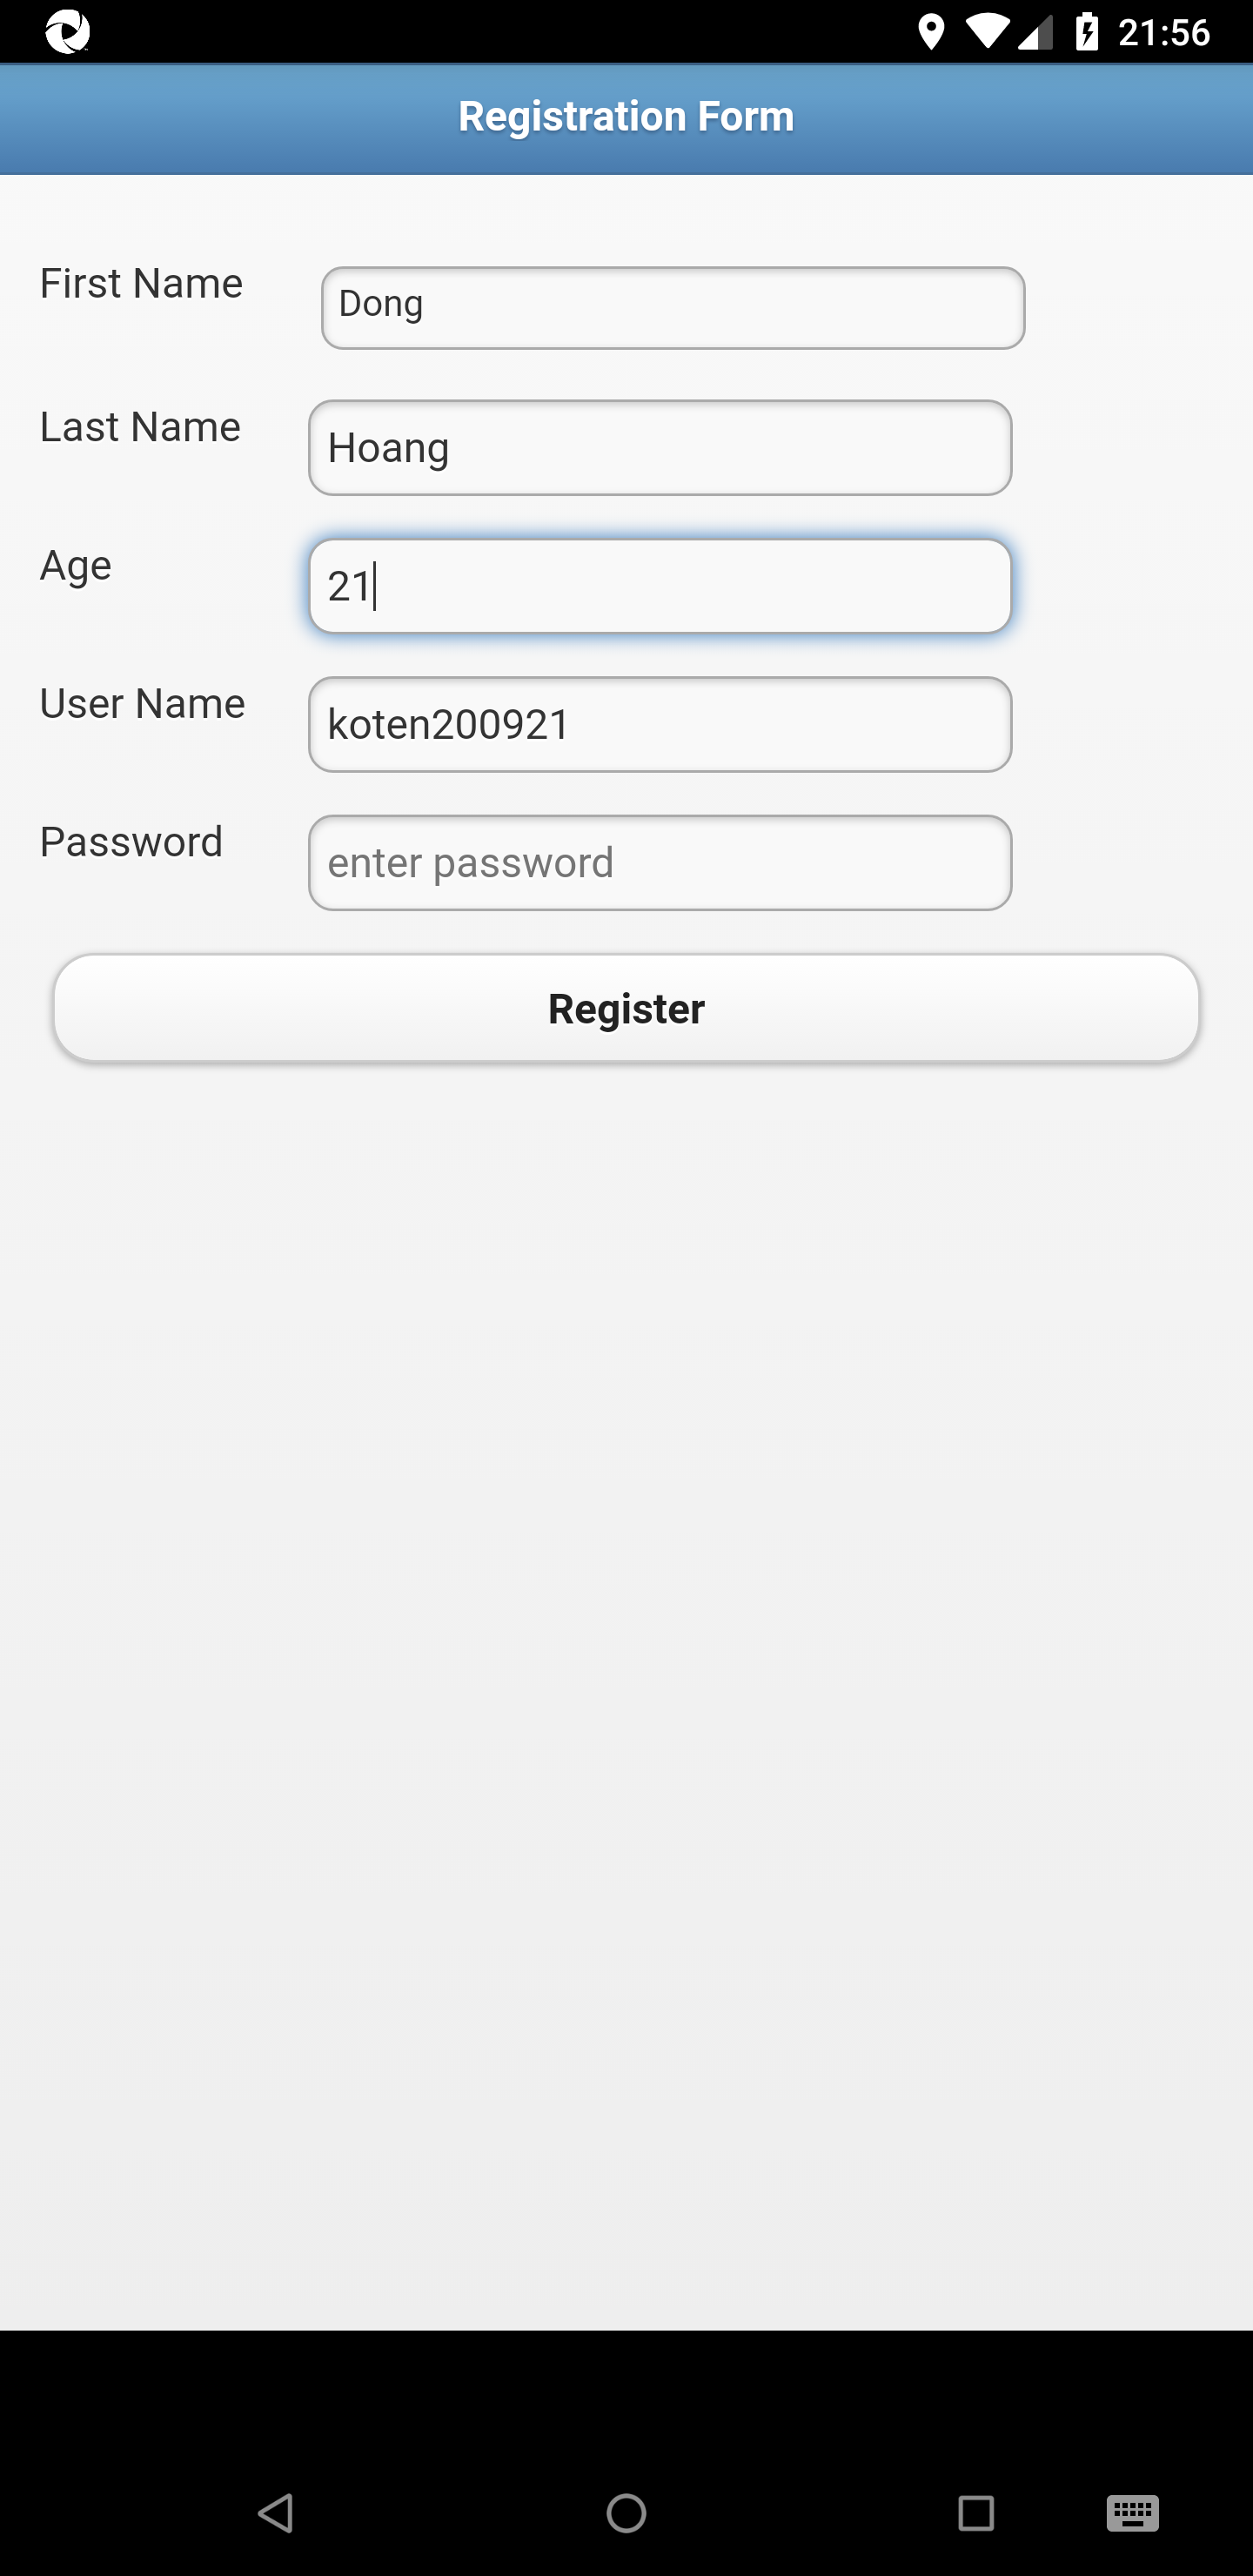 21:56
Registration Form
First Name
Dong
Last Name
Hoang
Age
21
User Name
koten200921
Password
enter password
Register